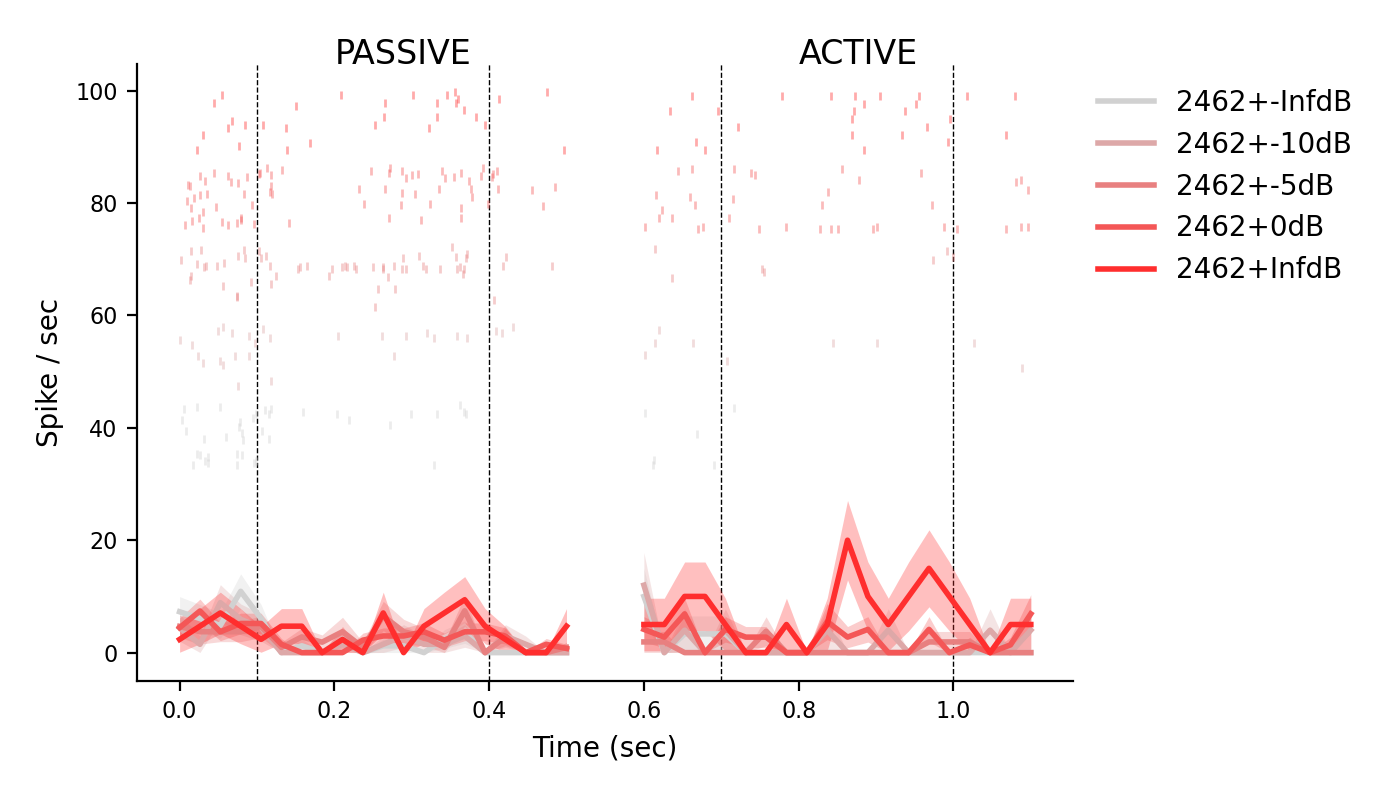 PASSIVE
ACTIVE
100
80
60
40
20
0
Spike / sec
0.0
0.2
0.4
0.6
0.8
1.0
Time (sec)
2462+-InfdB
2462+-10dB
2462+-5dB
2462+0dB
2462+InfdB